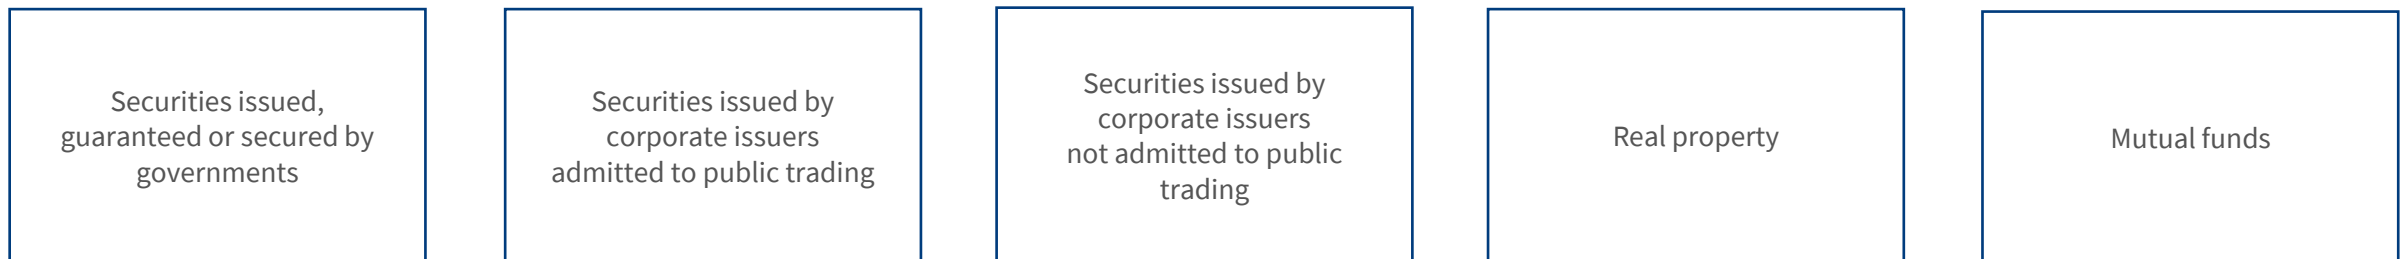 Securities issued,
guaranteed or secured by
governments
Securities issued by
corporate issuers
admitted to public trading
Securities issued by
corporate issuers
not admitted to public
trading
Real property
Mutual funds